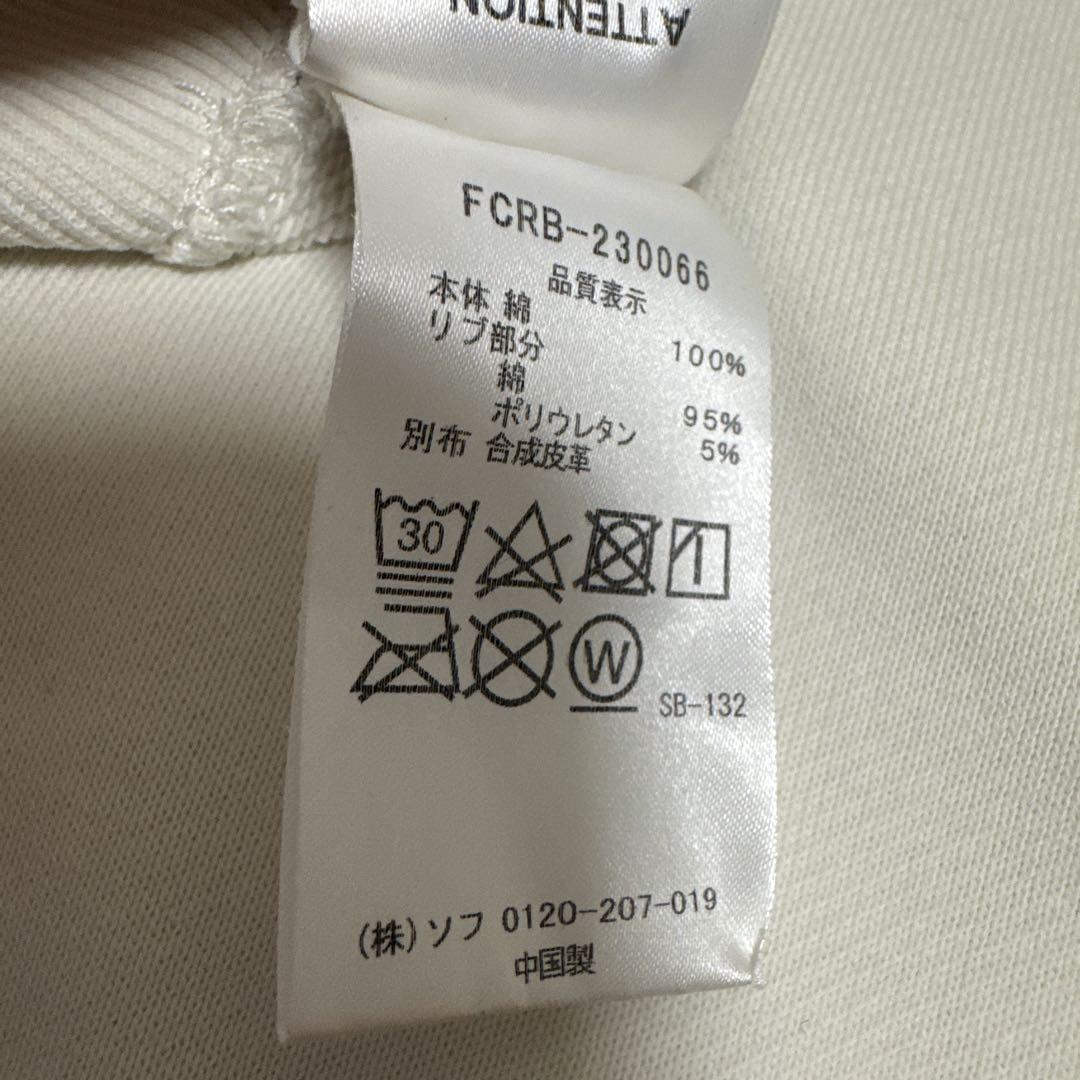 ATTENTION
FCRB-230066
品質表示
本体 綿 100%
リブ部分
綿 95%
ポリウレタン 5%
別布 合成皮革
30
W
SB-132
(株)ソフ 0120-207-019
中国製